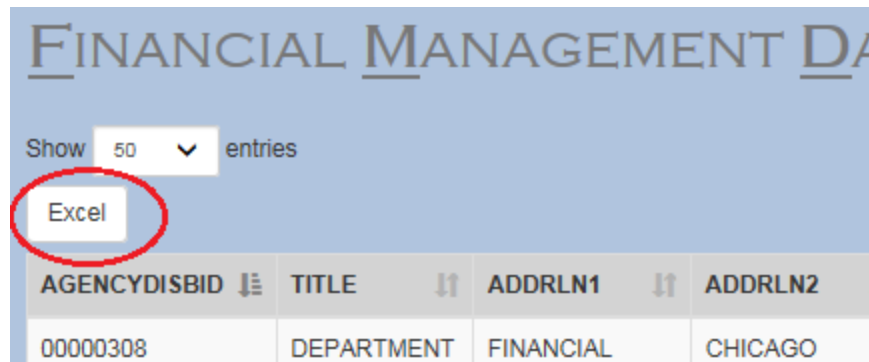 FINANCIAL MANAGEMENT DA
Show 50 entries
Excel
AGENCYDISBID TITLE ADDRLN1 ADDRLN2
00000308 DEPARTMENT FINANCIAL CHICAGO